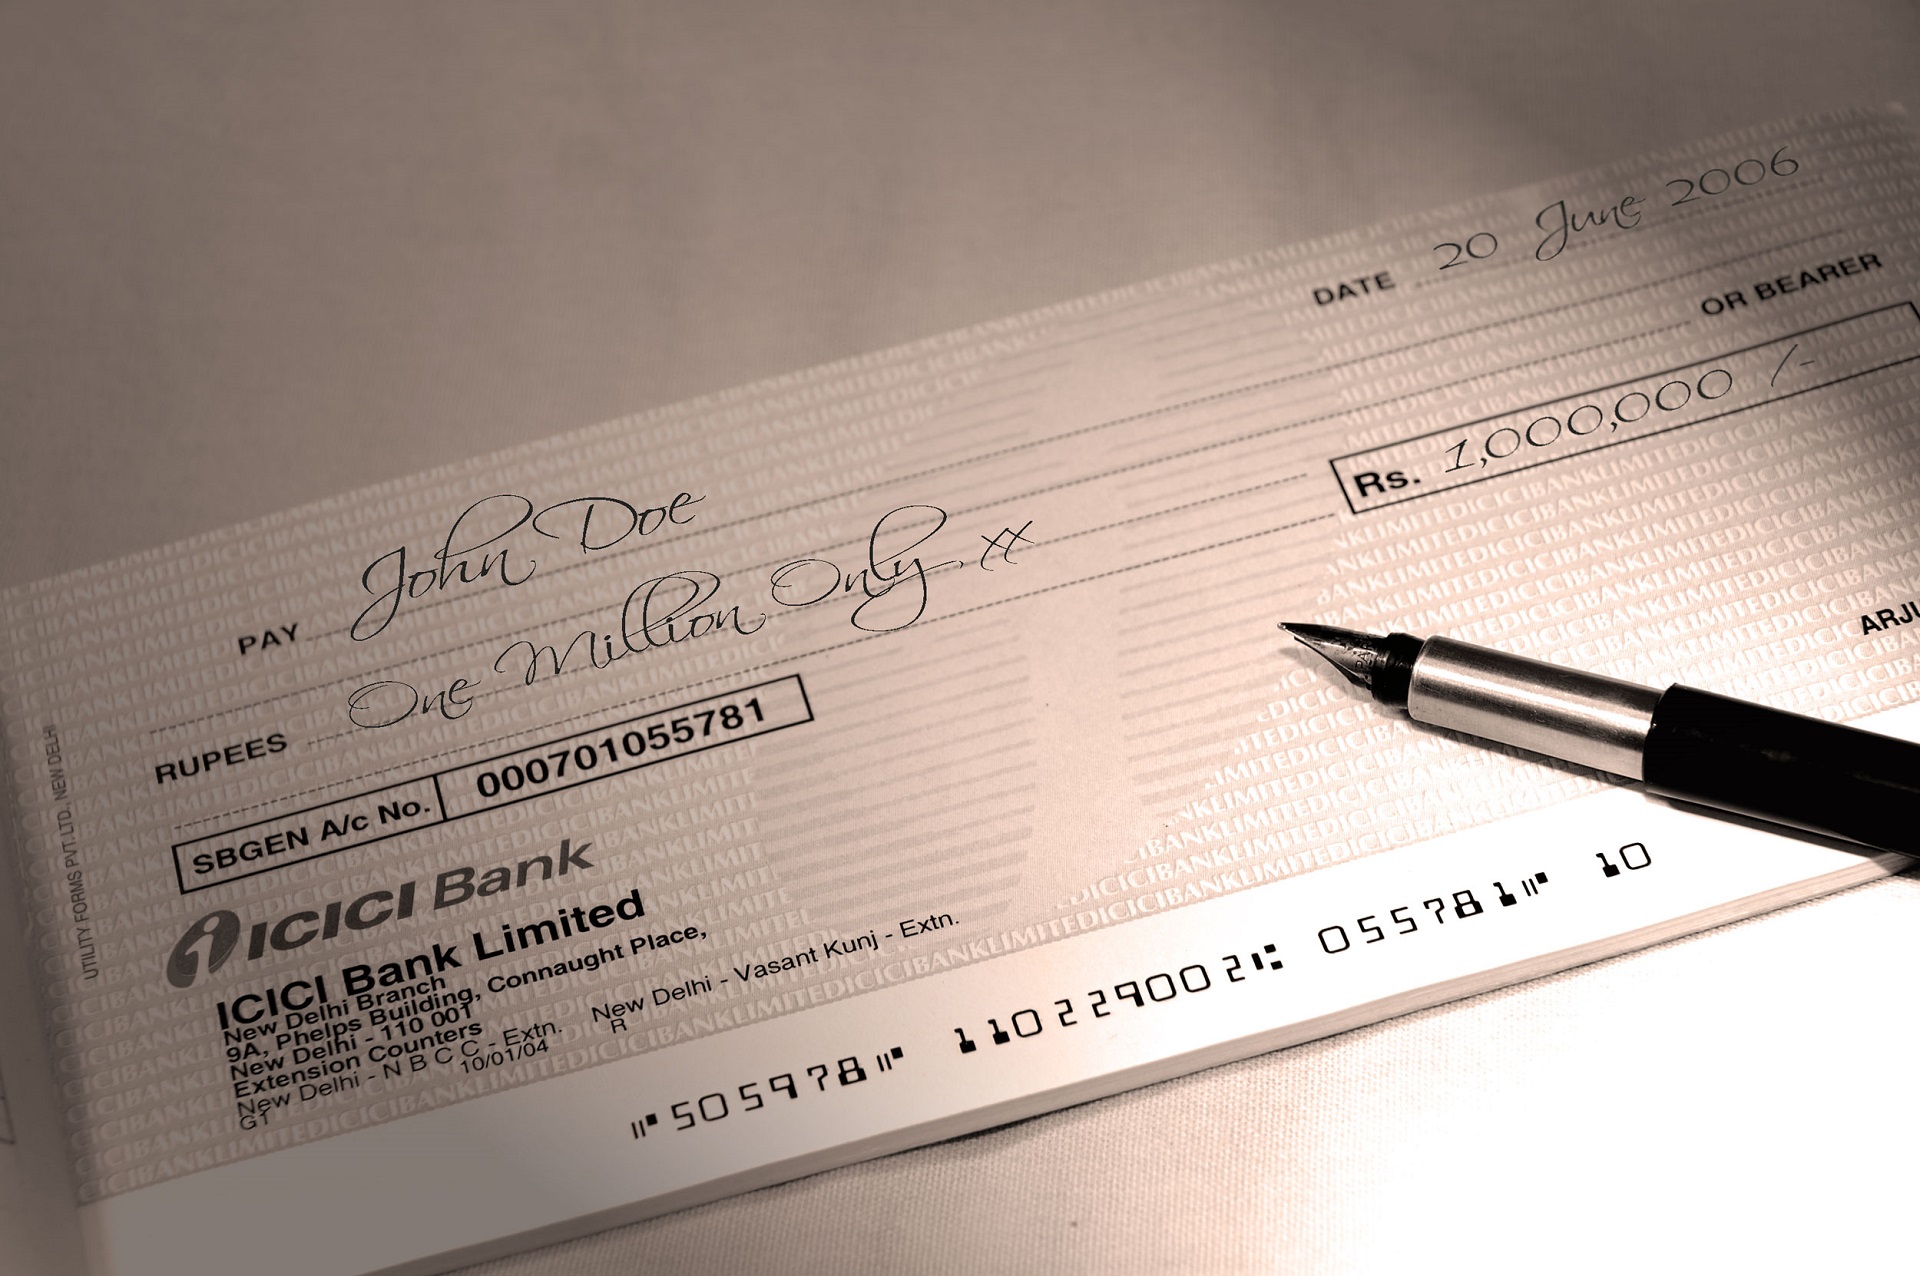 DATE 20 June 2006
PAY John Doe OR BEARER
RUPEES One Million Only. xx
Rs. 1,000,000 /-
SBGEN A/c No. 000701055781
ICICI Bank
ICICI Bank Limited
New Delhi Branch
9A, Phelps Building, Connaught Place,
New Delhi - 110 001
Extension Counters
New Delhi - N B C C - Extn. New Delhi - Vasant Kunj - Extn.
G1 10/01/04 R
UTILITY FORMS PVT. LTD., NEW DELHI
⑈505978⑈ 110229002⑆ 055781⑈ 10